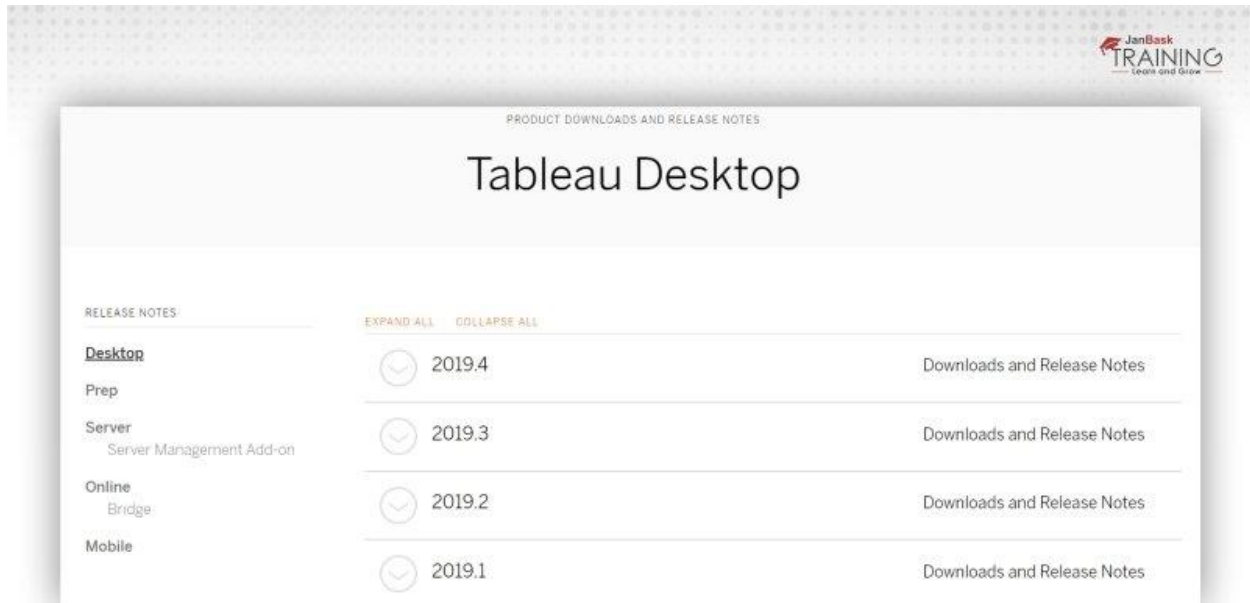 JanBask
TRAINING
Learn and Grow
PRODUCT DOWNLOADS AND RELEASE NOTES
Tableau Desktop
RELEASE NOTES
Desktop
Prep
Server
Server Management Add-on
Online
Bridge
Mobile
EXPAND ALL COLLAPSE ALL
2019.4 Downloads and Release Notes
2019.3 Downloads and Release Notes
2019.2 Downloads and Release Notes
2019.1 Downloads and Release Notes